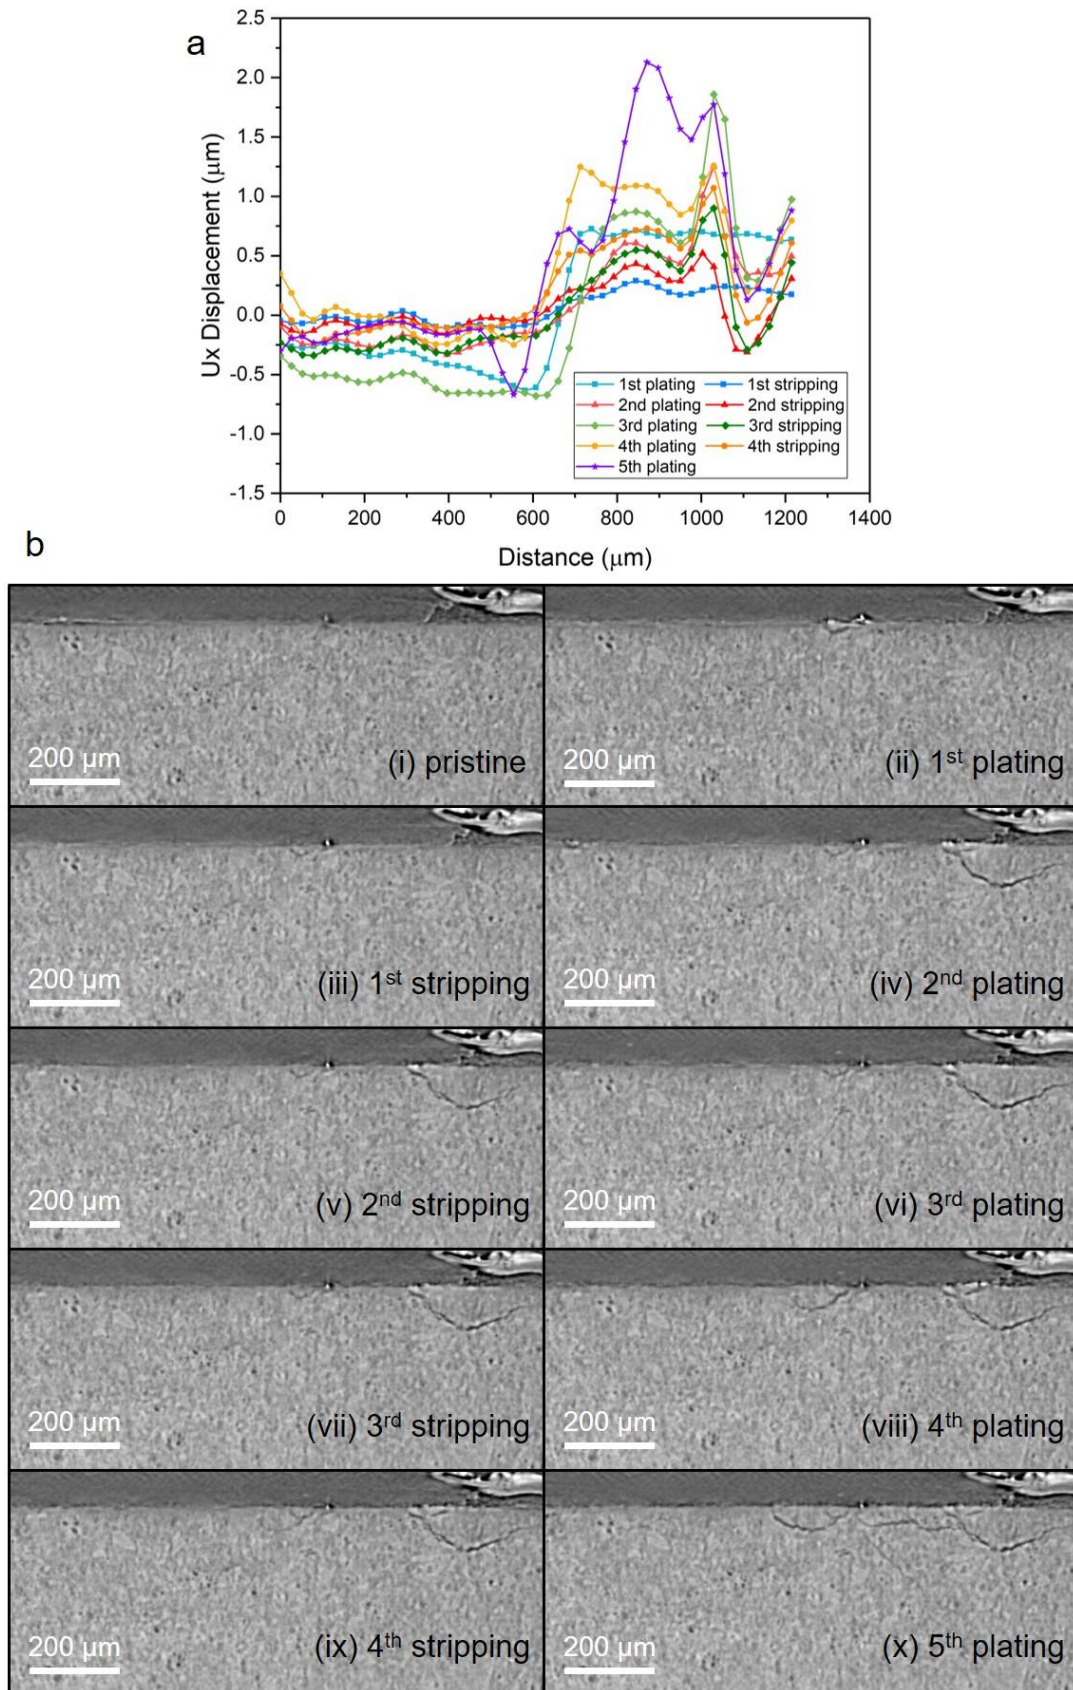 a
2.5
2.0
1.5
1.0
0.5
0.0
-0.5
-1.0
-1.5
Ux Displacement (μm)
1st plating 1st stripping
2nd plating 2nd stripping
3rd plating 3rd stripping
4th plating 4th stripping
5th plating
0 200 400 600 800 1000 1200 1400
Distance (μm)
b
200 μm
(i) pristine
200 μm
(ii) 1st plating
200 μm
(iii) 1st stripping
200 μm
(iv) 2nd plating
200 μm
(v) 2nd stripping
200 μm
(vi) 3rd plating
200 μm
(vii) 3rd stripping
200 μm
(viii) 4th plating
200 μm
(ix) 4th stripping
200 μm
(x) 5th plating